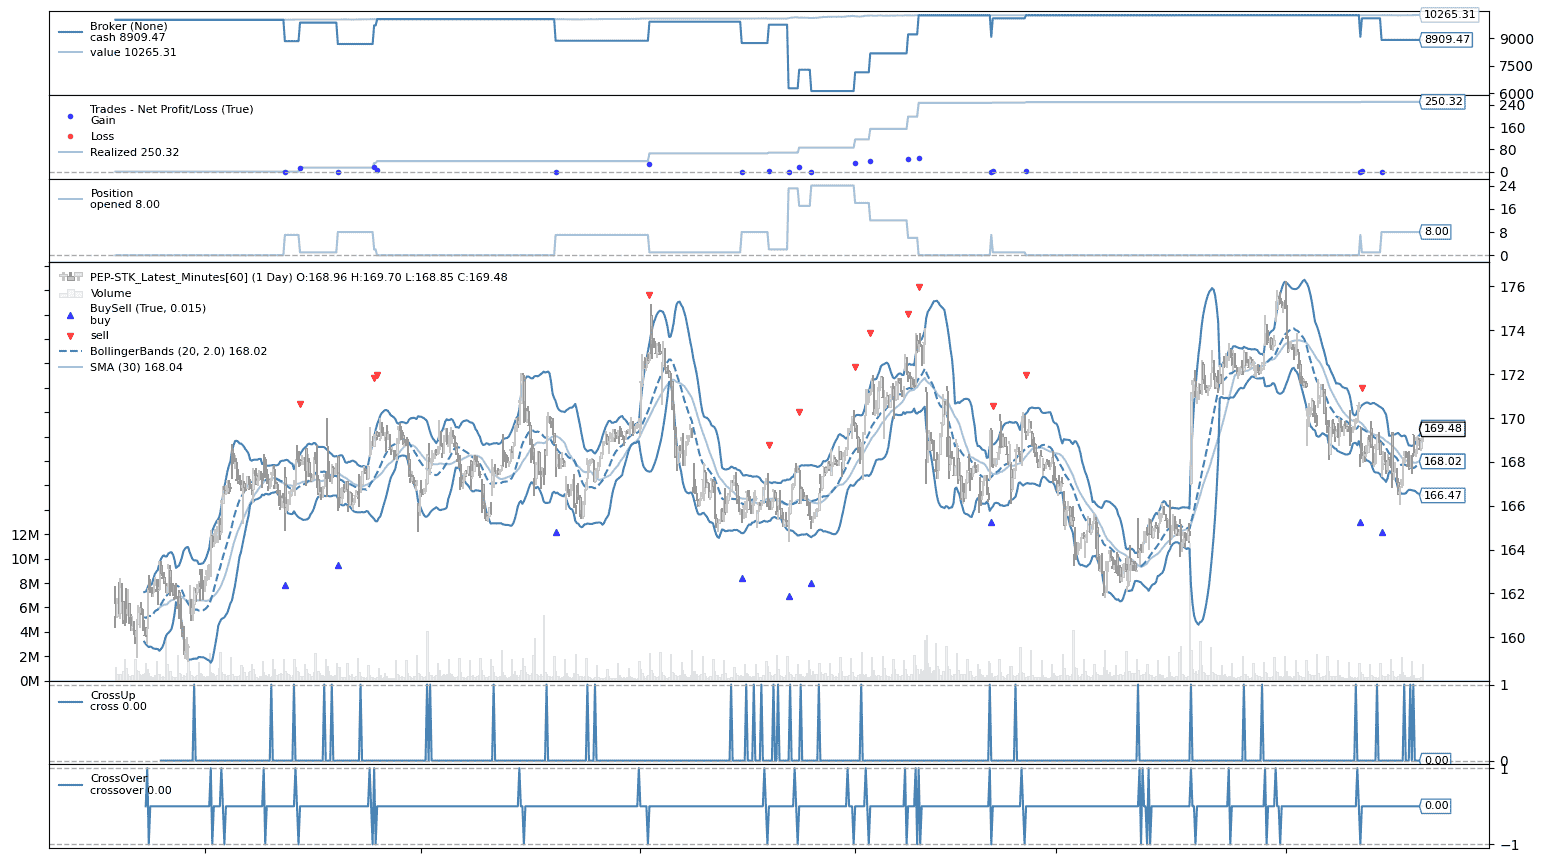 Broker (None)
cash 8909.47
value 10265.31
10265.31
9000
8909.47
7500
6000
Trades - Net Profit/Loss (True)
Gain
Loss
Realized 250.32
250.32
240
160
80
0
Position
opened 8.00
24
16
8
8.00
0
PEP-STK_Latest_Minutes[60] (1 Day) O:168.96 H:169.70 L:168.85 C:169.48
Volume
BuySell (True, 0.015)
buy
sell
BollingerBands (20, 2.0) 168.02
SMA (30) 168.04
176
174
172
170
169.48
168
168.02
166.47
166
164
162
160
12M
10M
8M
6M
4M
2M
0M
CrossUp
cross 0.00
1
0
0.00
CrossOver
crossover 0.00
1
0.00
−1